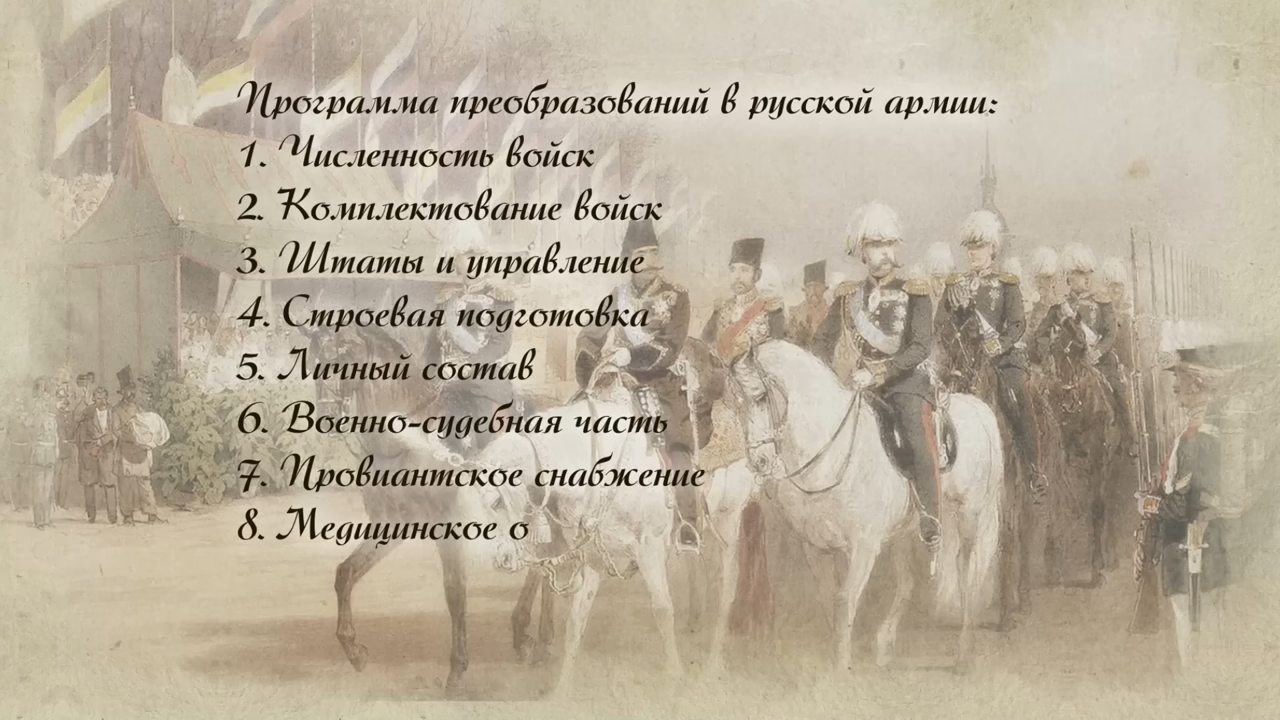 Программа преобразований в русской армии:
1. Численность войск
2. Комплектование войск
3. Штаты и управление
4. Строевая подготовка
5. Личный состав
6. Военно-судебная часть
7. Провиантское снабжение
8. Медицинское о